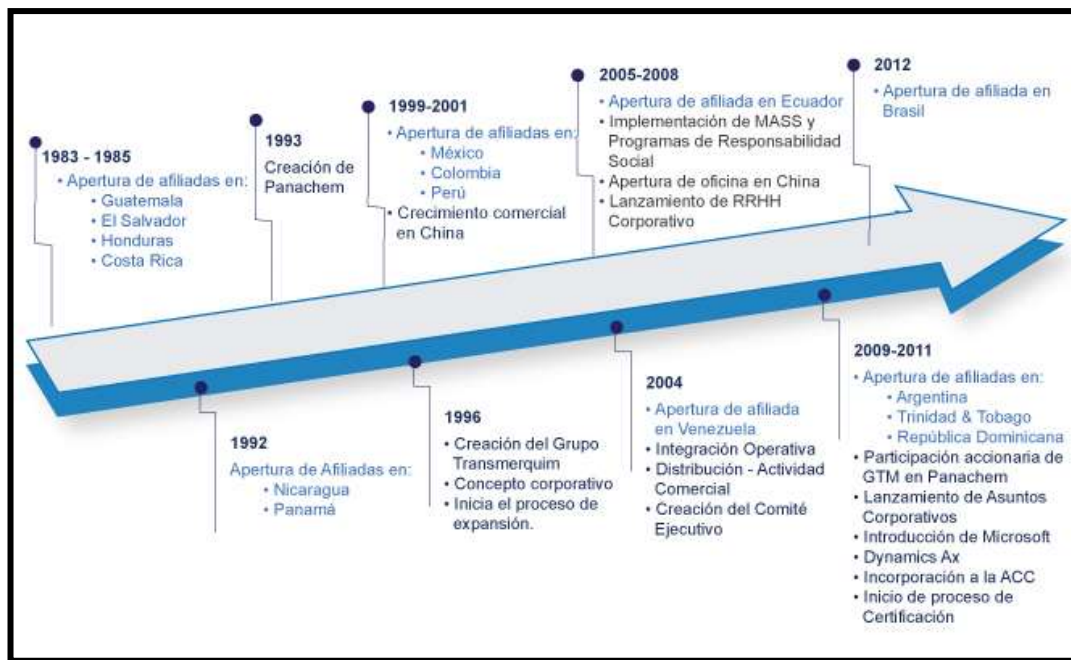 1983 - 1985
• Apertura de afiliadas en:
• Guatemala
• El Salvador
• Honduras
• Costa Rica
1993
Creación de
Panachem
1999-2001
• Apertura de afiliadas en:
• México
• Colombia
• Perú
• Crecimiento comercial
en China
2005-2008
• Apertura de afiliada en Ecuador
• Implementación de MASS y
Programas de Responsabilidad
Social
• Apertura de oficina en China
• Lanzamiento de RRHH
Corporativo
2012
• Apertura de afiliada en
Brasil
1992
Apertura de Afiliadas en:
• Nicaragua
• Panamá
1996
• Creación del Grupo
Transmerquim
• Concepto corporativo
• Inicia el proceso de
expansión.
2004
• Apertura de afiliada
en Venezuela
• Integración Operativa
• Distribución - Actividad
Comercial
• Creación del Comité
Ejecutivo
2009-2011
• Apertura de afiliadas en:
• Argentina
• Trinidad & Tobago
• República Dominicana
• Participación accionaria de
GTM en Panachem
• Lanzamiento de Asuntos
Corporativos
• Introducción de Microsoft
• Dynamics Ax
• Incorporación a la ACC
• Inicio de proceso de
Certificación